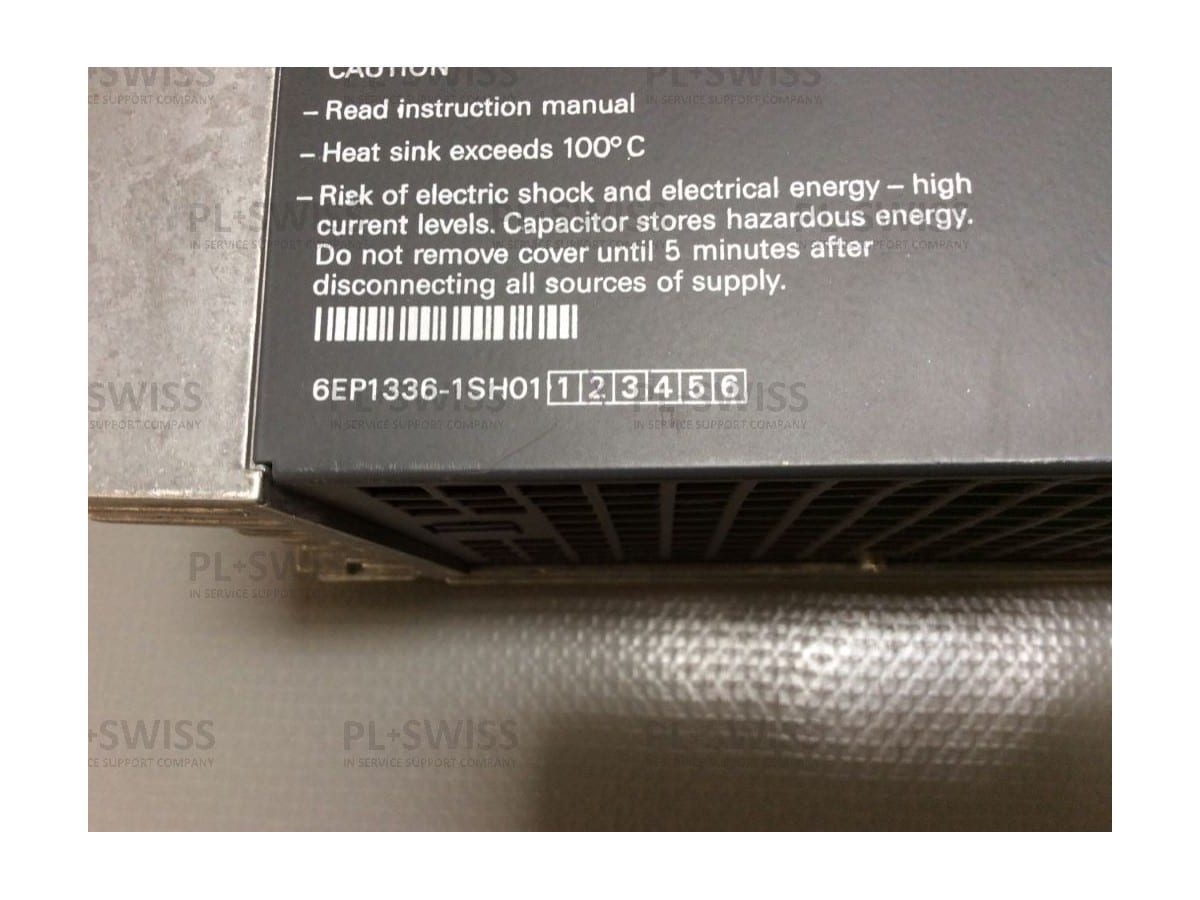 CAUTION
– Read instruction manual
– Heat sink exceeds 100°C
– Risk of electric shock and electrical energy – high
current levels. Capacitor stores hazardous energy.
Do not remove cover until 5 minutes after
disconnecting all sources of supply.
6EP1336-1SH01 1 2 3 4 5 6
PL+SWISS
IN SERVICE SUPPORT COMPANY